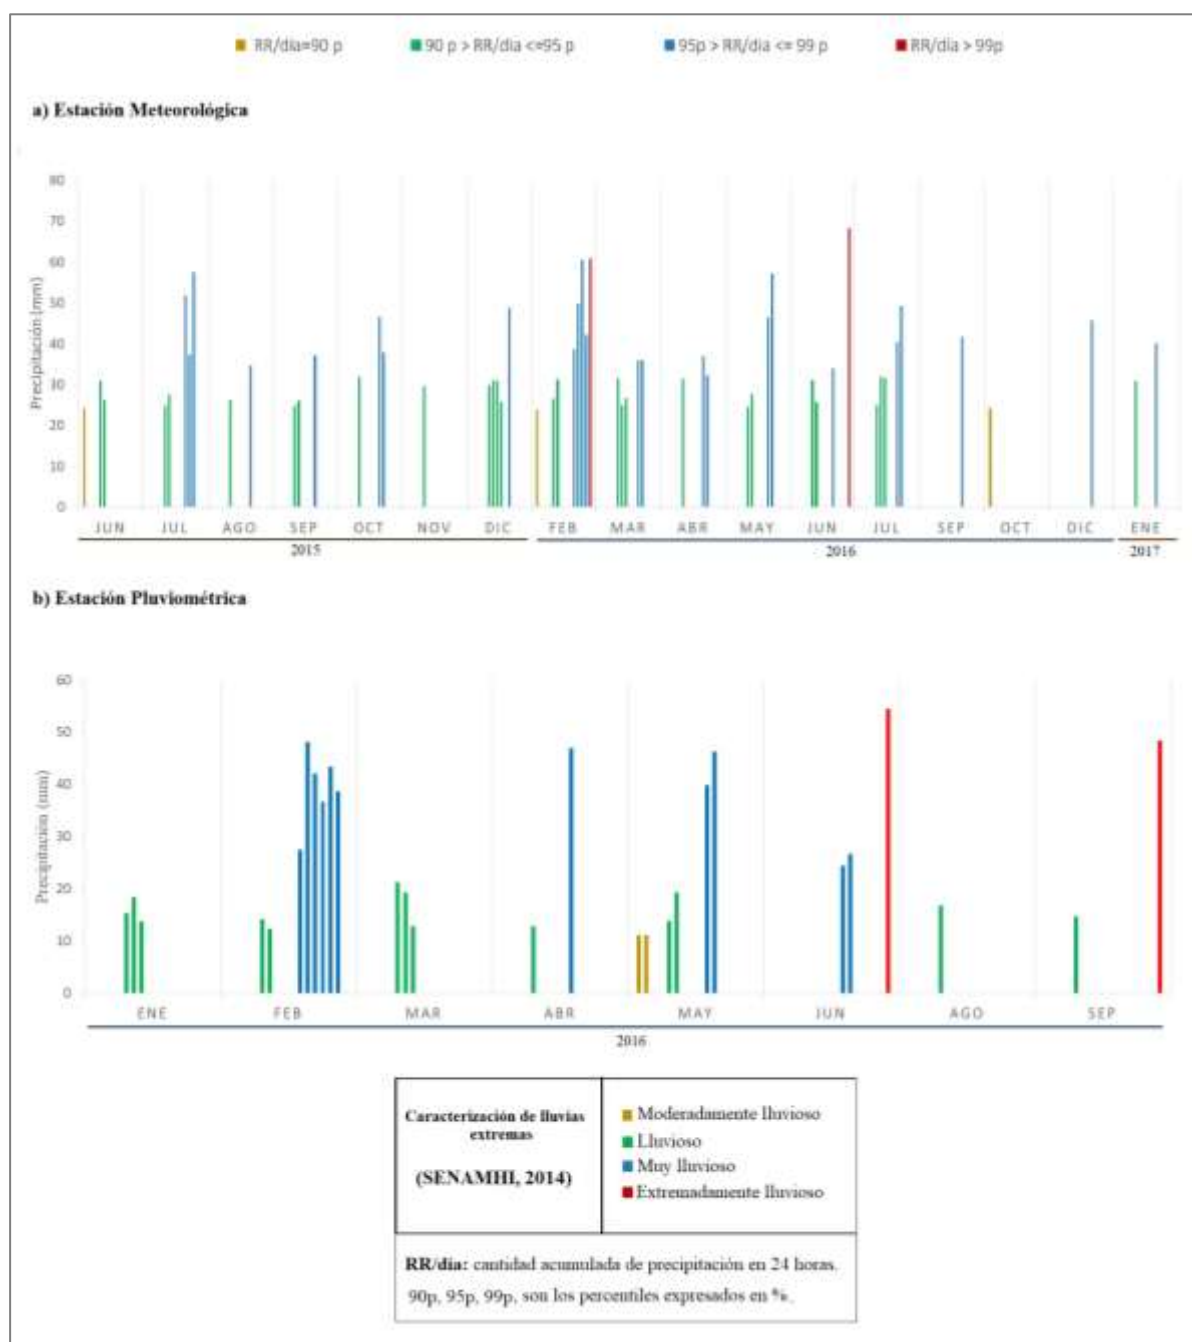 RR/día=90 p 90 p > RR/día <=95 p 95p > RR/día <= 99 p RR/día > 99p
a) Estación Meteorológica
80
70
60
50
40
30
20
10
0
Precipitación (mm)
JUN JUL AGO SEP OCT NOV DIC FEB MAR ABR MAY JUN JUL SEP OCT DIC ENE
2015 2016 2017
b) Estación Pluviométrica
60
50
40
30
20
10
0
Precipitación (mm)
ENE FEB MAR ABR MAY JUN AGO SEP
2016
Caracterización de lluvias
extremas
(SENAMHI, 2014)
Moderadamente lluvioso
Lluvioso
Muy lluvioso
Extremadamente lluvioso
RR/día: cantidad acumulada de precipitación en 24 horas.
90p, 95p, 99p, son los percentiles expresados en %.